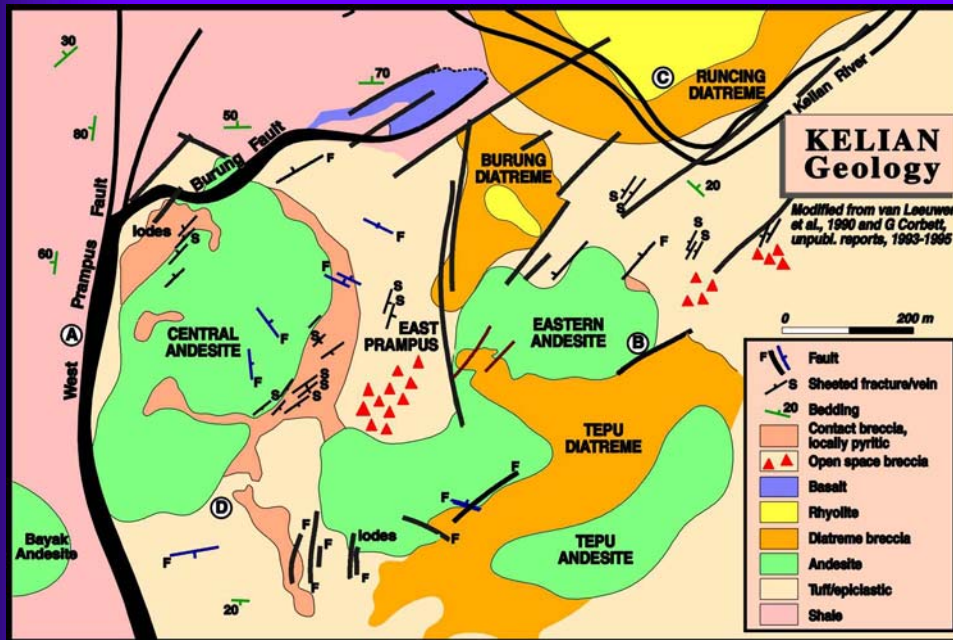 30
80
60
50
70
West Prampus Fault
A
Burung Fault
F
lodes
S
CENTRAL
ANDESITE
F
F
F
F
S
S
S
S
S
S
S
EAST
PRAMPUS
BURUNG
DIATREME
C
RUNCING
DIATREME
Kelian River
20
S
S
S
S
S
F
EASTERN
ANDESITE
B
TEPU
DIATREME
TEPU
ANDESITE
F
F
lodes
F
F
F
F
D
F
20
Bayak
Andesite
KELIAN
Geology
Modified from van Leeuwen
et al., 1990 and G Corbett,
unpubl. reports, 1993-1995
0 200 m
F Fault
S Sheeted fracture/vein
20 Bedding
Contact breccia,
locally pyritic
Open space breccia
Basalt
Rhyolite
Diatreme breccia
Andesite
Tuff/epiclastic
Shale